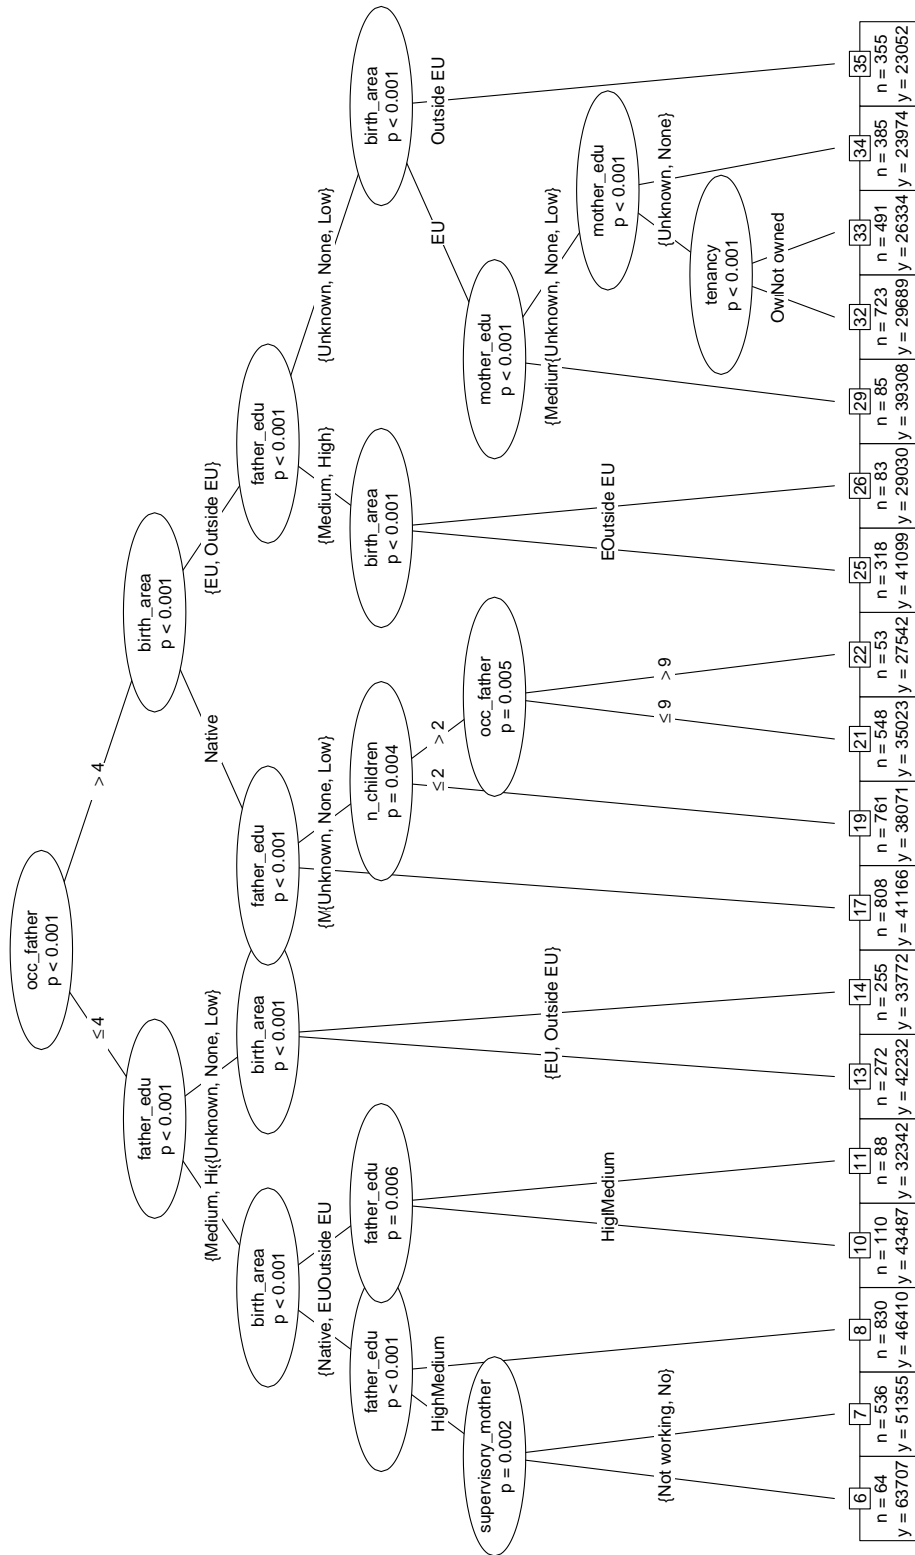 occ_father
p < 0.001
≤ 4
> 4
father_edu
p < 0.001
{Medium, Hi
{Unknown, None, Low}
birth_area
p < 0.001
{Native, EU
Outside EU
father_edu
p < 0.001
High
Medium
supervisory_mother
p = 0.002
{Not working, No}
6
n = 64
y = 63707
7
n = 536
y = 51355
8
n = 830
y = 46410
father_edu
p = 0.006
Medium
10
n = 110
y = 43487
11
n = 88
y = 32342
birth_area
p < 0.001
{EU, Outside EU}
13
n = 272
y = 42232
14
n = 255
y = 33772
birth_area
p < 0.001
Native
{EU, Outside EU}
father_edu
p < 0.001
{M
{Unknown, None, Low}
17
n = 808
y = 41166
n_children
p = 0.004
≤ 2
> 2
19
n = 761
y = 38071
occ_father
p = 0.005
≤ 9
> 9
21
n = 548
y = 35023
22
n = 53
y = 27542
father_edu
p < 0.001
{Medium, High}
{Unknown, None, Low}
birth_area
p < 0.001
E
Outside EU
25
n = 318
y = 41099
26
n = 83
y = 29030
birth_area
p < 0.001
EU
Outside EU
mother_edu
p < 0.001
{Medium
{Unknown, None, Low}
29
n = 85
y = 39308
mother_edu
p < 0.001
{Unknown, None}
tenancy
p < 0.001
Ow
Not owned
32
n = 723
y = 29689
33
n = 491
y = 26334
34
n = 385
y = 23974
35
n = 355
y = 23052